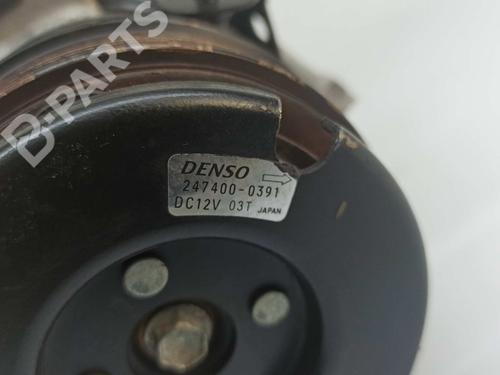 B-PARTS
DENSO
247400-0391
DC12V 03T JAPAN